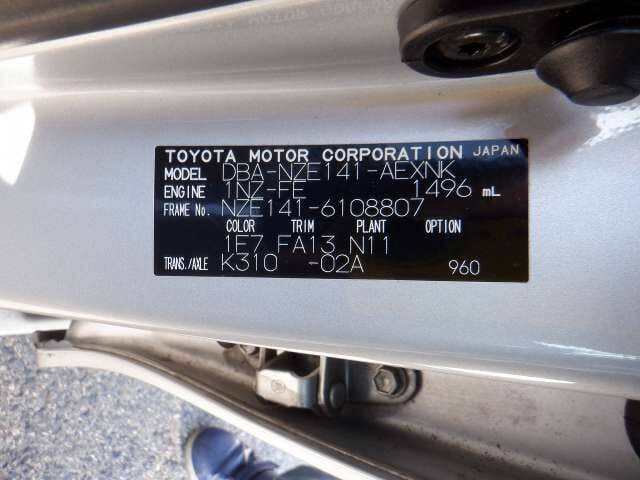 TOYOTA MOTOR CORPORATION JAPAN
MODEL DBA-NZE141-AEXNK
ENGINE 1NZ-FE 1496 mL
FRAME No. NZE141-6108807
COLOR TRIM PLANT OPTION
1E7 FA13 N11
TRANS./AXLE K310 -02A 960